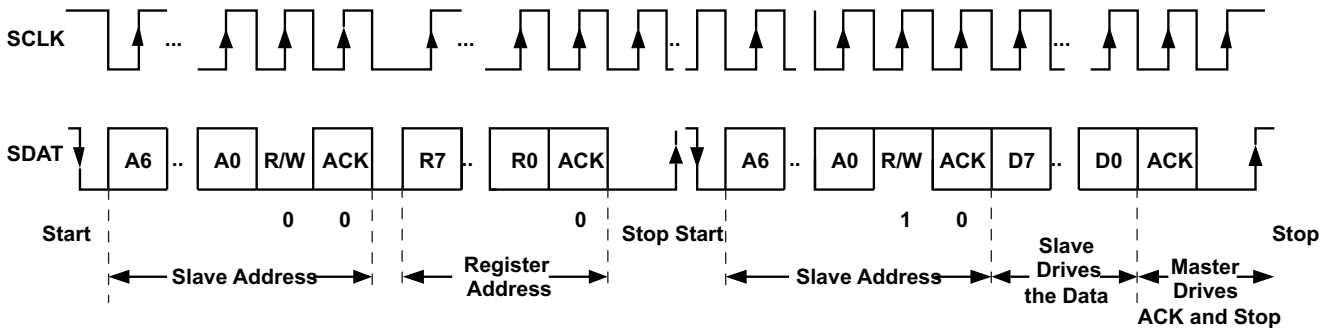 SCLK ... ... .. ...
SDAT A6 .. A0 R/W ACK R7 .. R0 ACK A6 .. A0 R/W ACK D7 .. D0 ACK
0 0 0 1 0
Start Stop Start Stop
Slave Address
Register
Address
Slave Address
Slave
Drives
the Data
Master
Drives
ACK and Stop